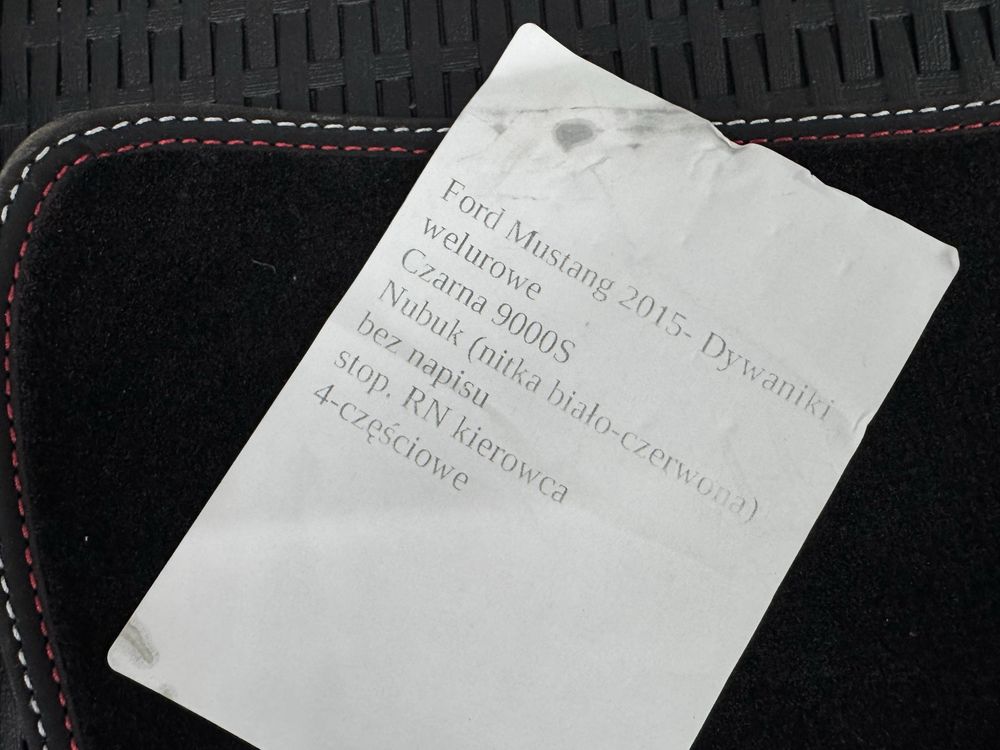 Ford Mustang 2015- Dywaniki
welurowe
Czarna 9000S
Nubuk (nitka biało-czerwona)
bez napisu
stop. RN kierowca
4-częściowe